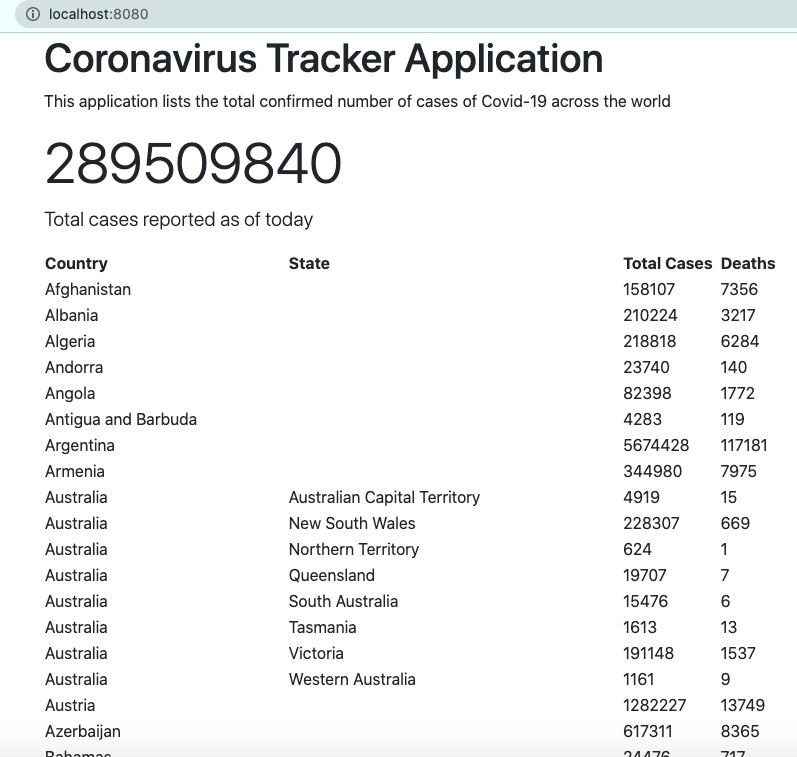 localhost:8080
Coronavirus Tracker Application
This application lists the total confirmed number of cases of Covid-19 across the world
289509840
Total cases reported as of today
Country State Total Cases Deaths
Afghanistan 158107 7356
Albania 210224 3217
Algeria 218818 6284
Andorra 23740 140
Angola 82398 1772
Antigua and Barbuda 4283 119
Argentina 5674428 117181
Armenia 344980 7975
Australia Australian Capital Territory 4919 15
Australia New South Wales 228307 669
Australia Northern Territory 624 1
Australia Queensland 19707 7
Australia South Australia 15476 6
Australia Tasmania 1613 13
Australia Victoria 191148 1537
Australia Western Australia 1161 9
Austria 1282227 13749
Azerbaijan 617311 8365
Bahamas 24476 717